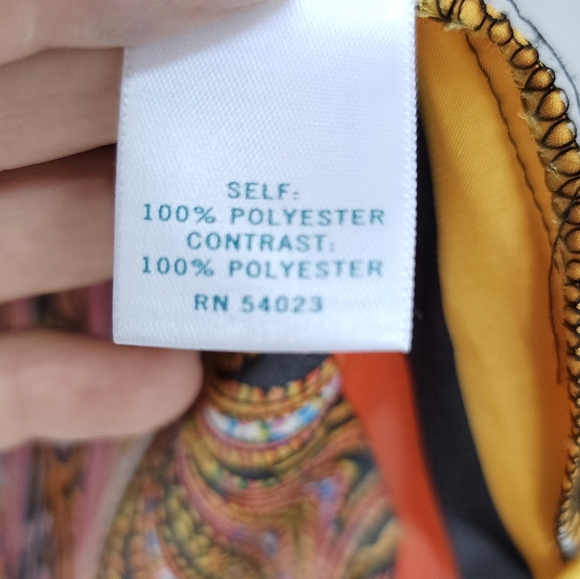 SELF:
100% POLYESTER
CONTRAST:
100% POLYESTER
RN 54023